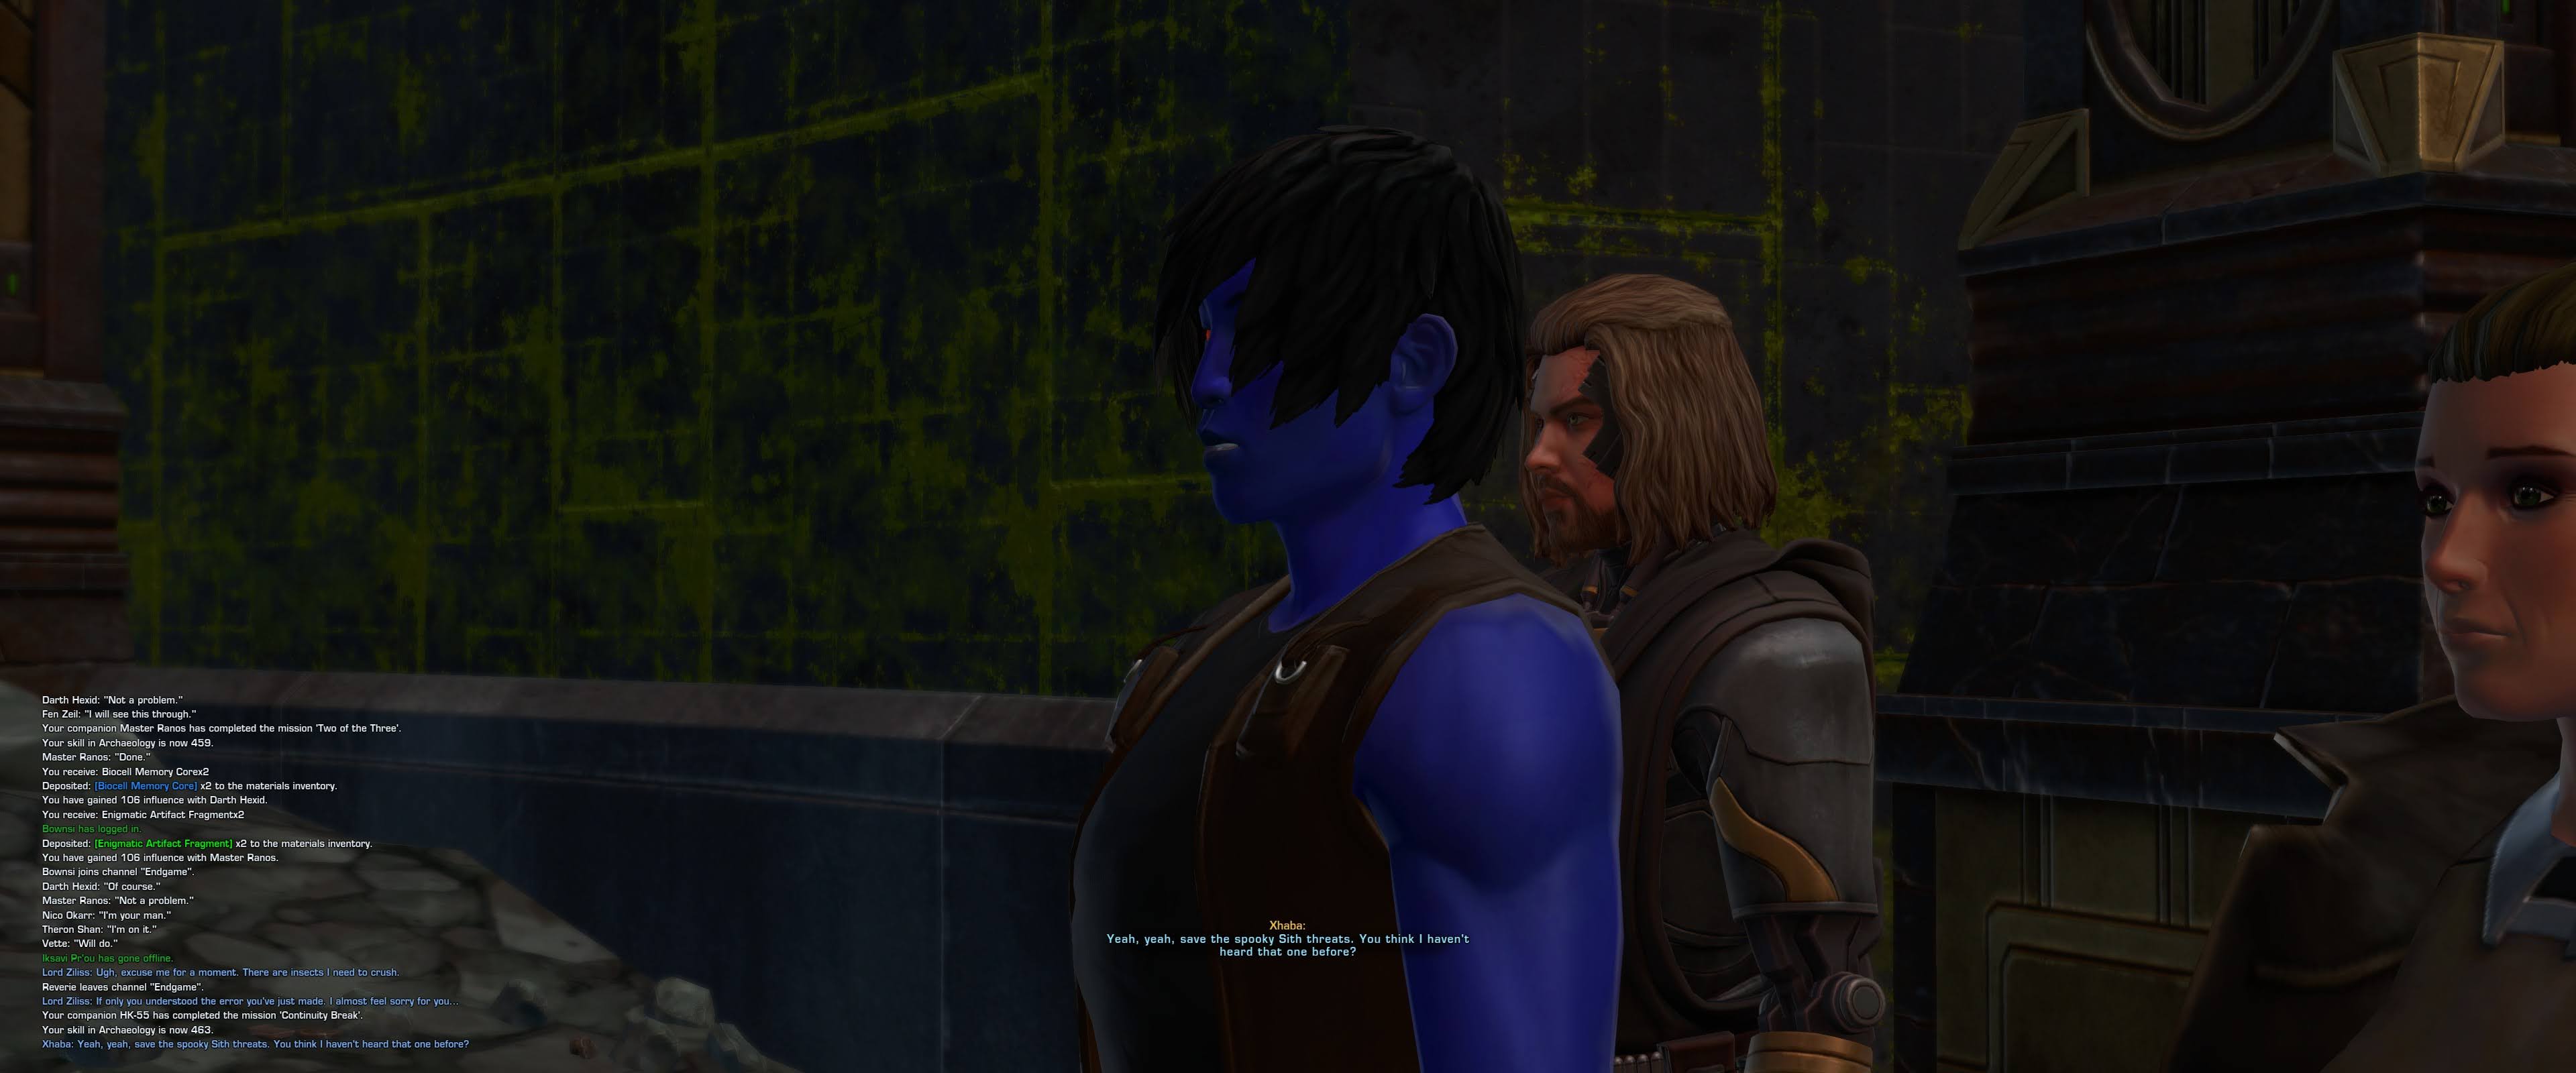 Darth Hexid: "Not a problem."
Fen Zeil: "I will see this through."
Your companion Master Ranos has completed the mission 'Two of the Three'.
Your skill in Archaeology is now 459.
Master Ranos: "Done."
You receive: Biocell Memory Corex2
Deposited: [Biocell Memory Core] x2 to the materials inventory.
You have gained 106 influence with Darth Hexid.
You receive: Enigmatic Artifact Fragmentx2
Bownsi has logged in.
Deposited: [Enigmatic Artifact Fragment] x2 to the materials inventory.
You have gained 106 influence with Master Ranos.
Bownsi joins channel "Endgame".
Darth Hexid: "Of course."
Master Ranos: "Not a problem."
Nico Okarr: "I'm your man."
Theron Shan: "I'm on it."
Vette: "Will do."
Iksavi Pr'ou has gone offline.
Lord Ziliss: Ugh, excuse me for a moment. There are insects I need to crush.
Reverie leaves channel "Endgame".
Lord Ziliss: If only you understood the error you've just made. I almost feel sorry for you...
Your companion HK-55 has completed the mission 'Continuity Break'.
Your skill in Archaeology is now 463.
Xhaba: Yeah, yeah, save the spooky Sith threats. You think I haven't heard that one before?
Xhaba:
Yeah, yeah, save the spooky Sith threats. You think I haven't
heard that one before?